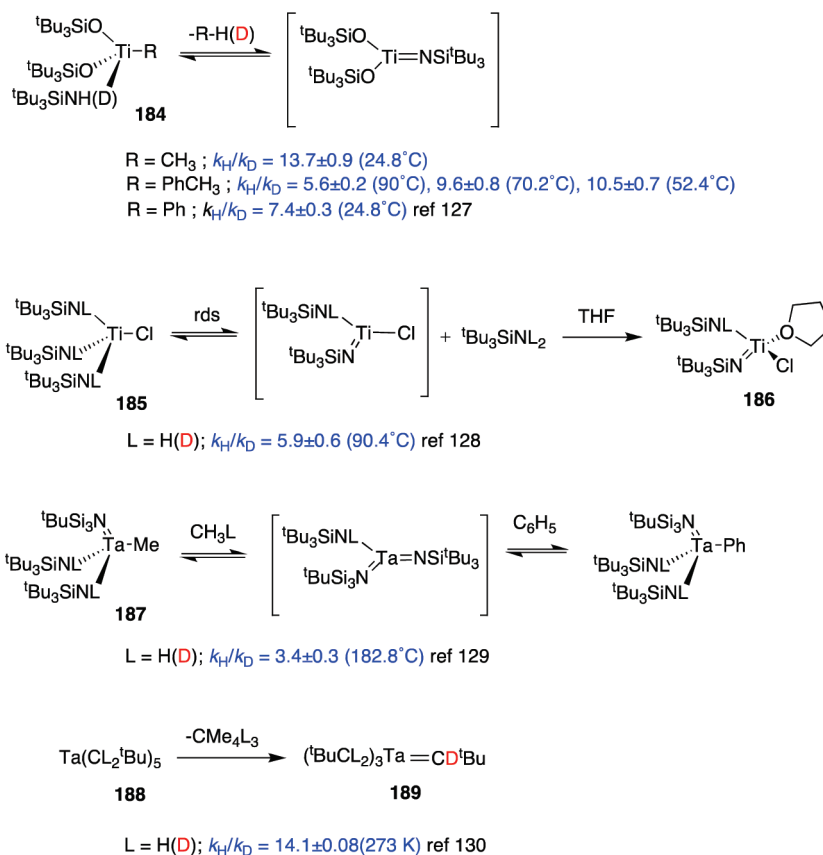 ᵗBu₃SiO
ᵗBu₃SiO
Ti–R
ᵗBu₃SiNH(D)
184
-R-H(D)
ᵗBu₃SiO
ᵗBu₃SiO
Ti=NSiᵗBu₃
R = CH₃ ; kH/kD = 13.7±0.9 (24.8°C)
R = PhCH₃ ; kH/kD = 5.6±0.2 (90°C), 9.6±0.8 (70.2°C), 10.5±0.7 (52.4°C)
R = Ph ; kH/kD = 7.4±0.3 (24.8°C) ref 127
ᵗBu₃SiNL
ᵗBu₃SiNL
ᵗBu₃SiNL
Ti–Cl
185
rds
ᵗBu₃SiNL
ᵗBu₃SiN
Ti–Cl
+ ᵗBu₃SiNL₂
THF
ᵗBu₃SiNL
ᵗBu₃SiN
Ti
O
Cl
186
L = H(D); kH/kD = 5.9±0.6 (90.4°C) ref 128
ᵗBuSi₃N
Ta–Me
ᵗBu₃SiNL
ᵗBu₃SiNL
187
CH₃L
ᵗBu₃SiNL
ᵗBuSi₃N
Ta=NSiᵗBu₃
C₆H₅
ᵗBuSi₃N
Ta–Ph
ᵗBu₃SiNL
ᵗBu₃SiNL
L = H(D); kH/kD = 3.4±0.3 (182.8°C) ref 129
Ta(CL₂ᵗBu)₅
188
-CMe₄L₃
(ᵗBuCL₂)₃Ta=CDᵗBu
189
L = H(D); kH/kD = 14.1±0.08(273 K) ref 130